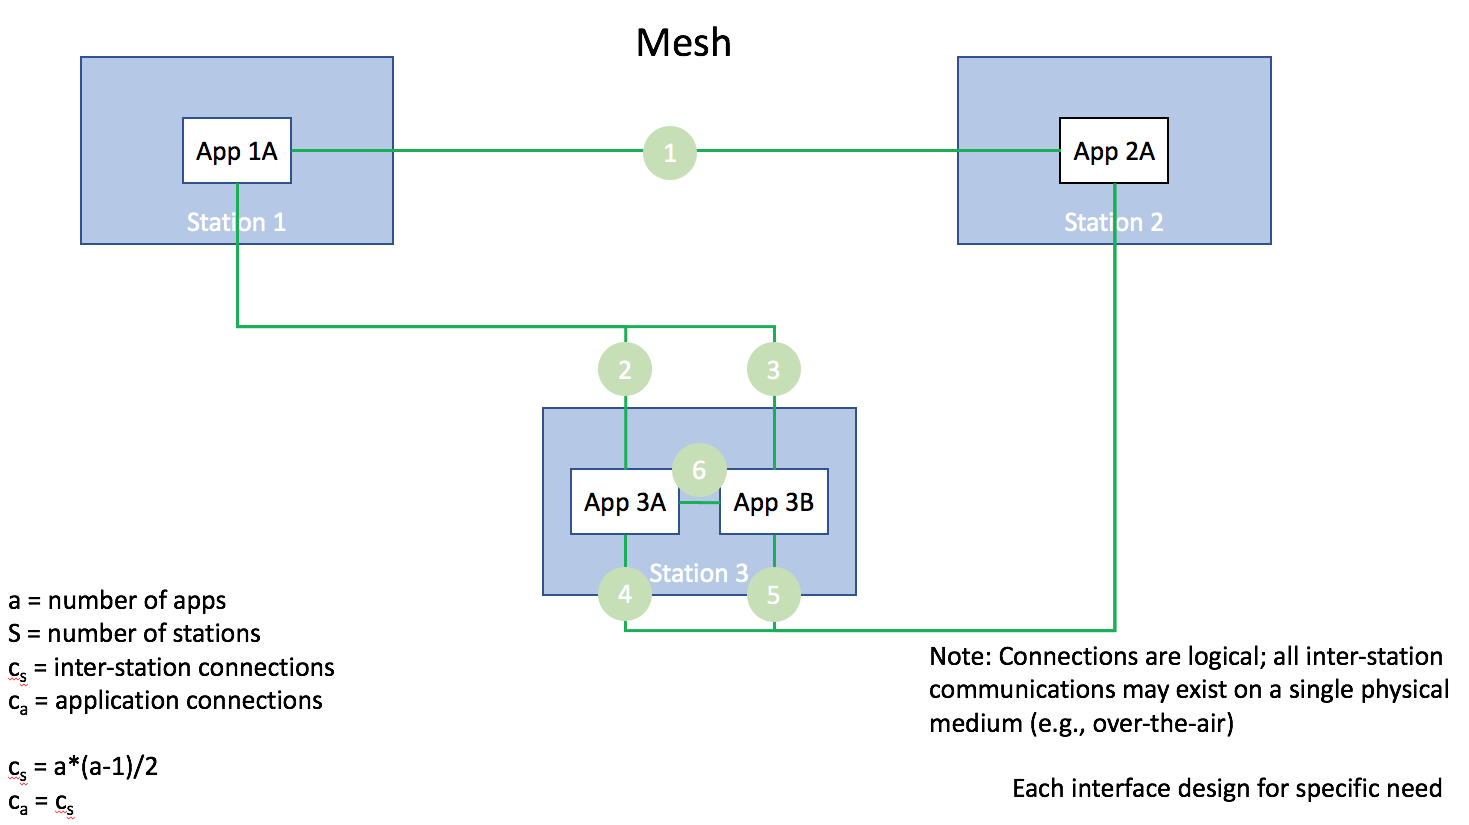 Mesh
App 1A
1
App 2A
Station 1
Station 2
2
3
6
App 3A
App 3B
Station 3
4
5
a = number of apps
S = number of stations
cs = inter-station connections
ca = application connections
cs = a*(a-1)/2
ca = cs
Note: Connections are logical; all inter-station
communications may exist on a single physical
medium (e.g., over-the-air)
Each interface design for specific need